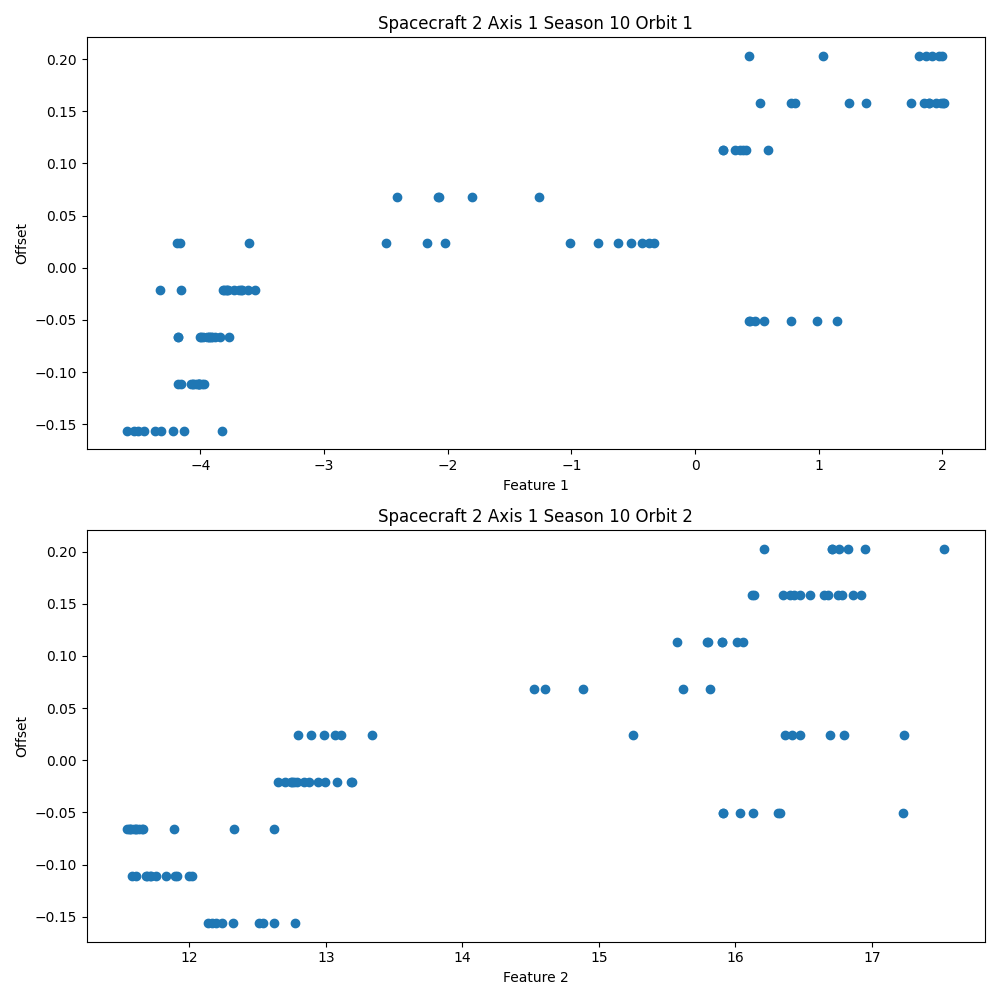 Spacecraft 2 Axis 1 Season 10 Orbit 1
0.20
0.15
0.10
0.05
0.00
−0.05
−0.10
−0.15
Offset
−4 −3 −2 −1 0 1 2
Feature 1
Spacecraft 2 Axis 1 Season 10 Orbit 2
0.20
0.15
0.10
0.05
0.00
−0.05
−0.10
−0.15
Offset
12 13 14 15 16 17
Feature 2